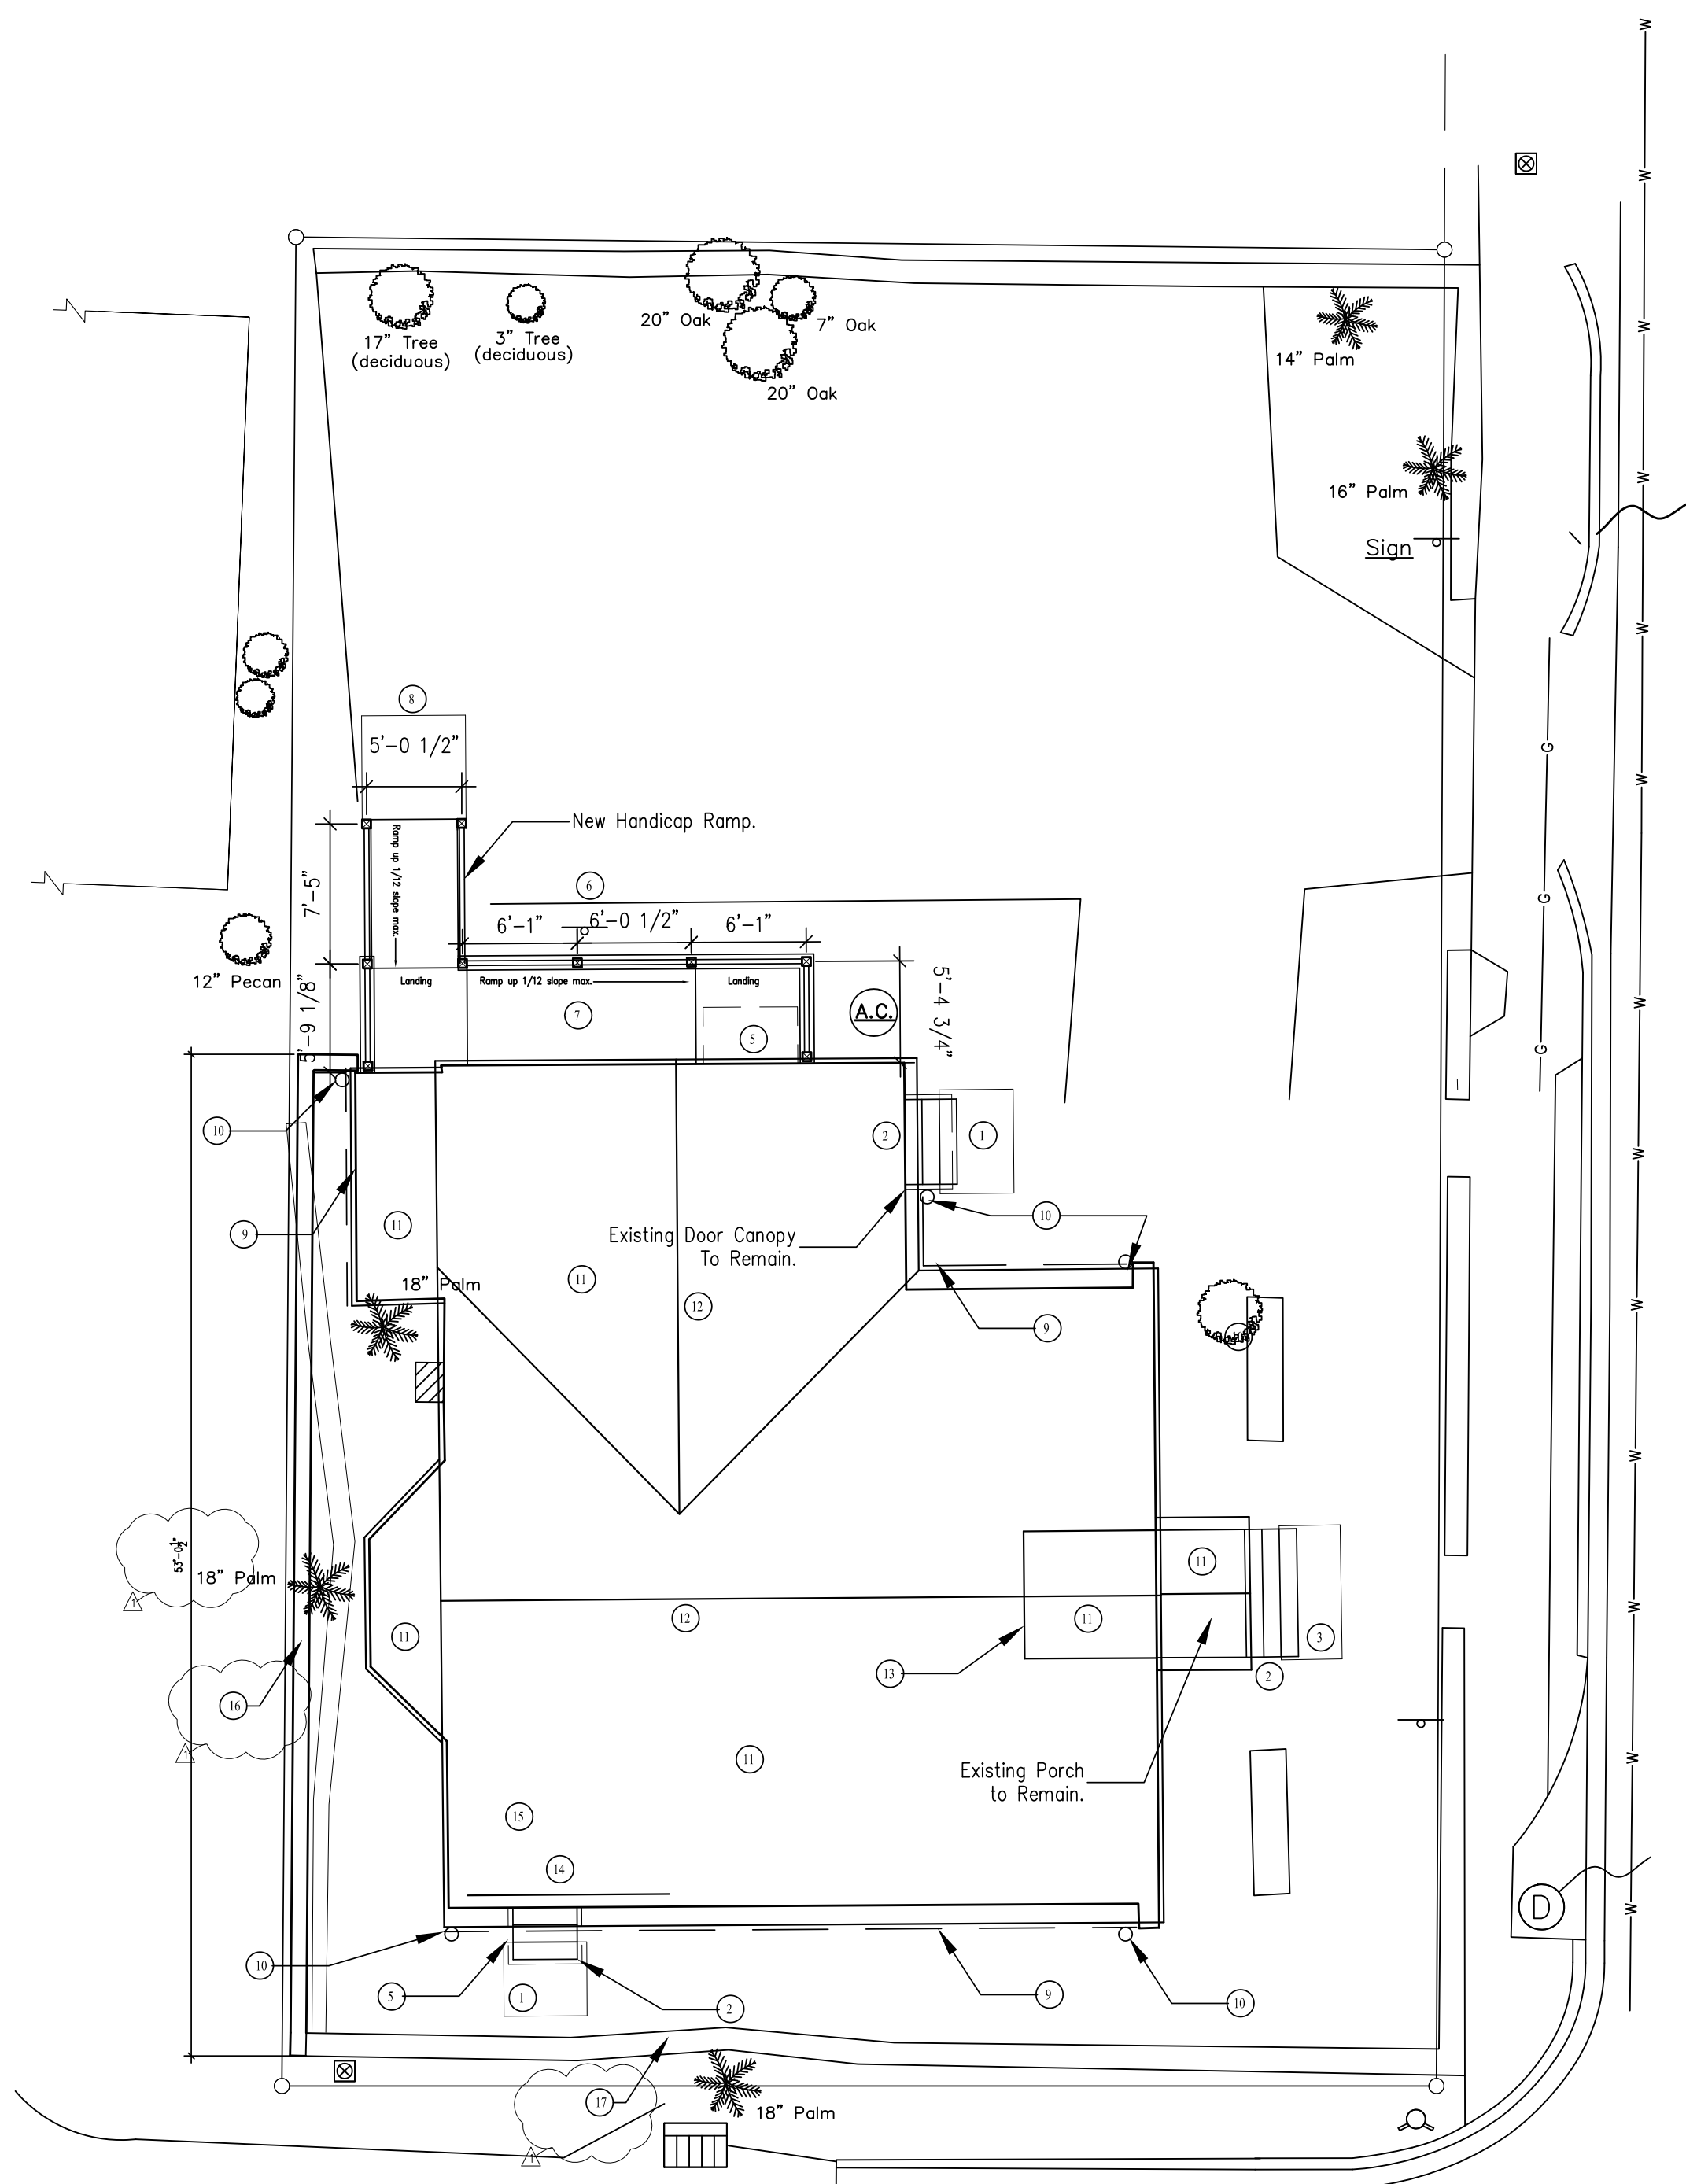 W
W
W
20” Oak
7” Oak
17” Tree
(deciduous)
3” Tree
(deciduous)
20” Oak
14” Palm
W
16” Palm
W
Sign
W
8
5’-0 1/2”
G
W
New Handicap Ramp.
Ramp up 1/12 slope max.
7’-5”
6
G
6’-1”
6’-0 1/2”
6’-1”
12” Pecan
Landing
Ramp up 1/12 slope max.
Landing
5’-4 3/4”
W
’-9 1/8”
7
A.C.
5
G
10
2
1
W
9
11
10
Existing Door Canopy
To Remain.
11
18” Palm
12
W
9
W
53’-0½”
18” Palm
1
11
W
11
12
11
3
13
2
16
1
11
W
Existing Porch
to Remain.
15
14
D
W
10
5
1
2
9
10
17
18” Palm
1